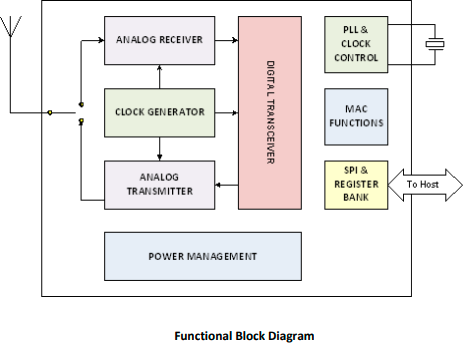 ANALOG RECEIVER
PLL &
CLOCK
CONTROL
CLOCK GENERATOR
DIGITAL TRANSCEIVER
MAC
FUNCTIONS
ANALOG
TRANSMITTER
SPI &
REGISTER
BANK
To Host
POWER MANAGEMENT
Functional Block Diagram